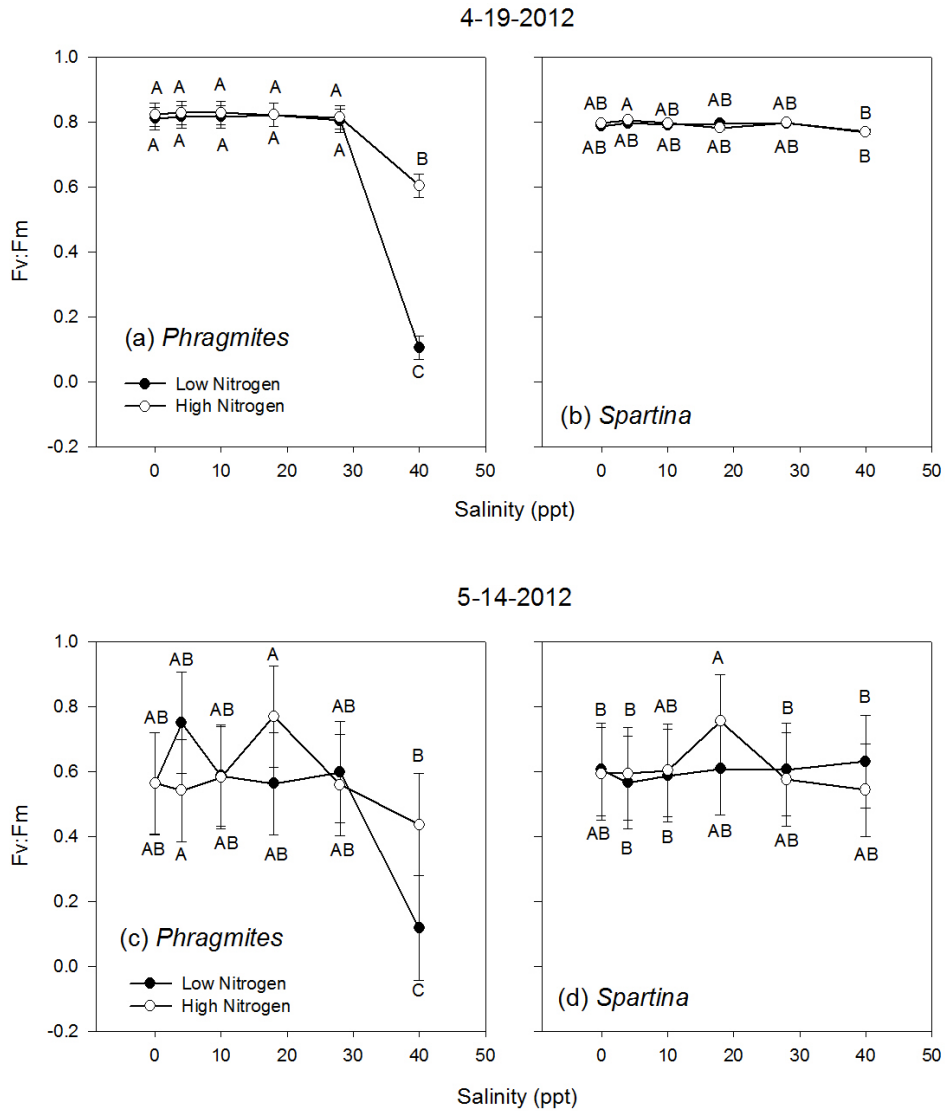 4-19-2012
1.0
0.8
0.6
0.4
0.2
0.0
-0.2
Fv:Fm
A A A A A
B
A A A A A
C
(a) Phragmites
Low Nitrogen
High Nitrogen
0 10 20 30 40 50
AB A AB AB AB B
AB AB AB AB AB B
(b) Spartina
0 10 20 30 40 50
Salinity (ppt)
5-14-2012
1.0
0.8
0.6
0.4
0.2
0.0
-0.2
Fv:Fm
AB AB AB A AB B
AB A AB AB AB
C
(c) Phragmites
Low Nitrogen
High Nitrogen
0 10 20 30 40 50
B B AB A B B
AB B B AB AB AB
(d) Spartina
0 10 20 30 40 50
Salinity (ppt)